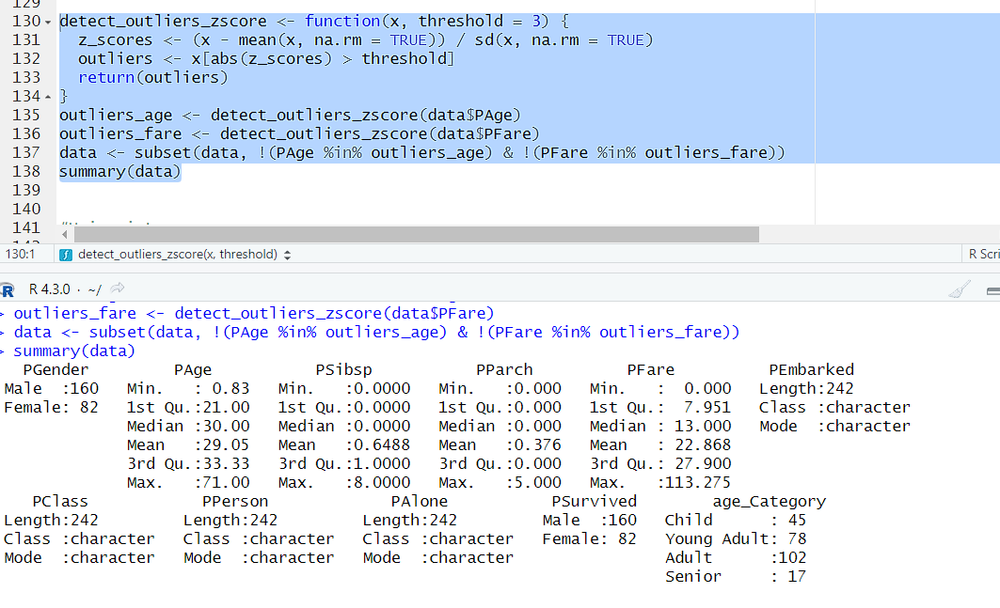 129
130 detect_outliers_zscore <- function(x, threshold = 3) {
131   z_scores <- (x - mean(x, na.rm = TRUE)) / sd(x, na.rm = TRUE)
132   outliers <- x[abs(z_scores) > threshold]
133   return(outliers)
134 }
135 outliers_age <- detect_outliers_zscore(data$PAge)
136 outliers_fare <- detect_outliers_zscore(data$PFare)
137 data <- subset(data, !(PAge %in% outliers_age) & !(PFare %in% outliers_fare))
138 summary(data)
139
140
141
130:1 detect_outliers_zscore(x, threshold) R Scri
R R 4.3.0 · ~/
> outliers_fare <- detect_outliers_zscore(data$PFare)
> data <- subset(data, !(PAge %in% outliers_age) & !(PFare %in% outliers_fare))
> summary(data)
PGender PAge PSibsp PParch PFare PEmbarked
Male  :160 Min.   : 0.83 Min.   :0.0000 Min.   :0.000 Min.   :  0.000 Length:242
Female: 82 1st Qu.:21.00 1st Qu.:0.0000 1st Qu.:0.000 1st Qu.:  7.951 Class :character
Median :30.00 Median :0.0000 Median :0.000 Median : 13.000 Mode  :character
Mean   :29.05 Mean   :0.6488 Mean   :0.376 Mean   : 22.868
3rd Qu.:33.33 3rd Qu.:1.0000 3rd Qu.:0.000 3rd Qu.: 27.900
Max.   :71.00 Max.   :8.0000 Max.   :5.000 Max.   :113.275
PClass PPerson PAlone PSurvived age_Category
Length:242 Length:242 Length:242 Male  :160 Child      : 45
Class :character Class :character Class :character Female: 82 Young Adult: 78
Mode  :character Mode  :character Mode  :character Adult      :102
Senior     : 17